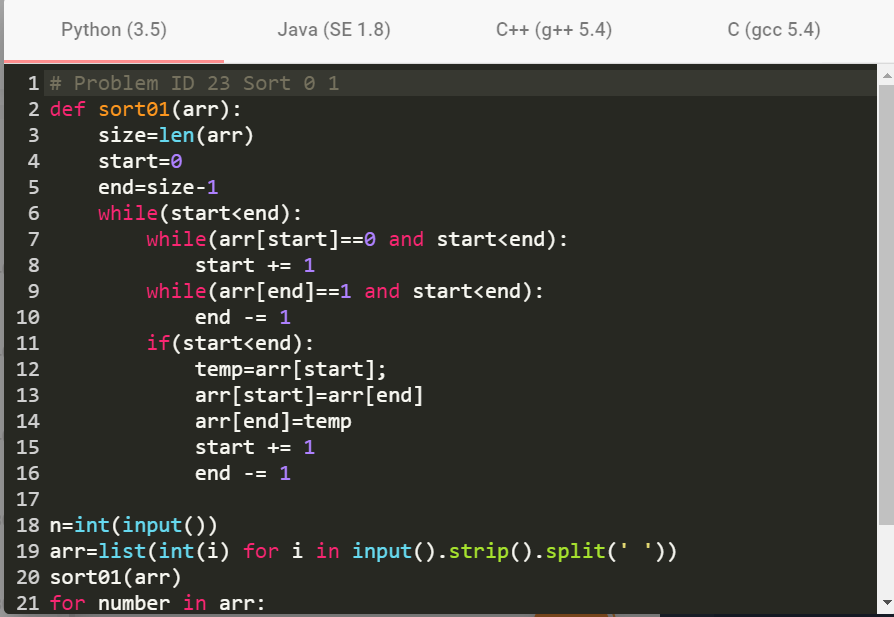 Python (3.5) Java (SE 1.8) C++ (g++ 5.4) C (gcc 5.4)
1 # Problem ID 23 Sort 0 1
2 def sort01(arr):
3     size=len(arr)
4     start=0
5     end=size-1
6     while(start<end):
7         while(arr[start]==0 and start<end):
8             start += 1
9         while(arr[end]==1 and start<end):
10             end -= 1
11         if(start<end):
12             temp=arr[start];
13             arr[start]=arr[end]
14             arr[end]=temp
15             start += 1
16             end -= 1
17
18 n=int(input())
19 arr=list(int(i) for i in input().strip().split(' '))
20 sort01(arr)
21 for number in arr: